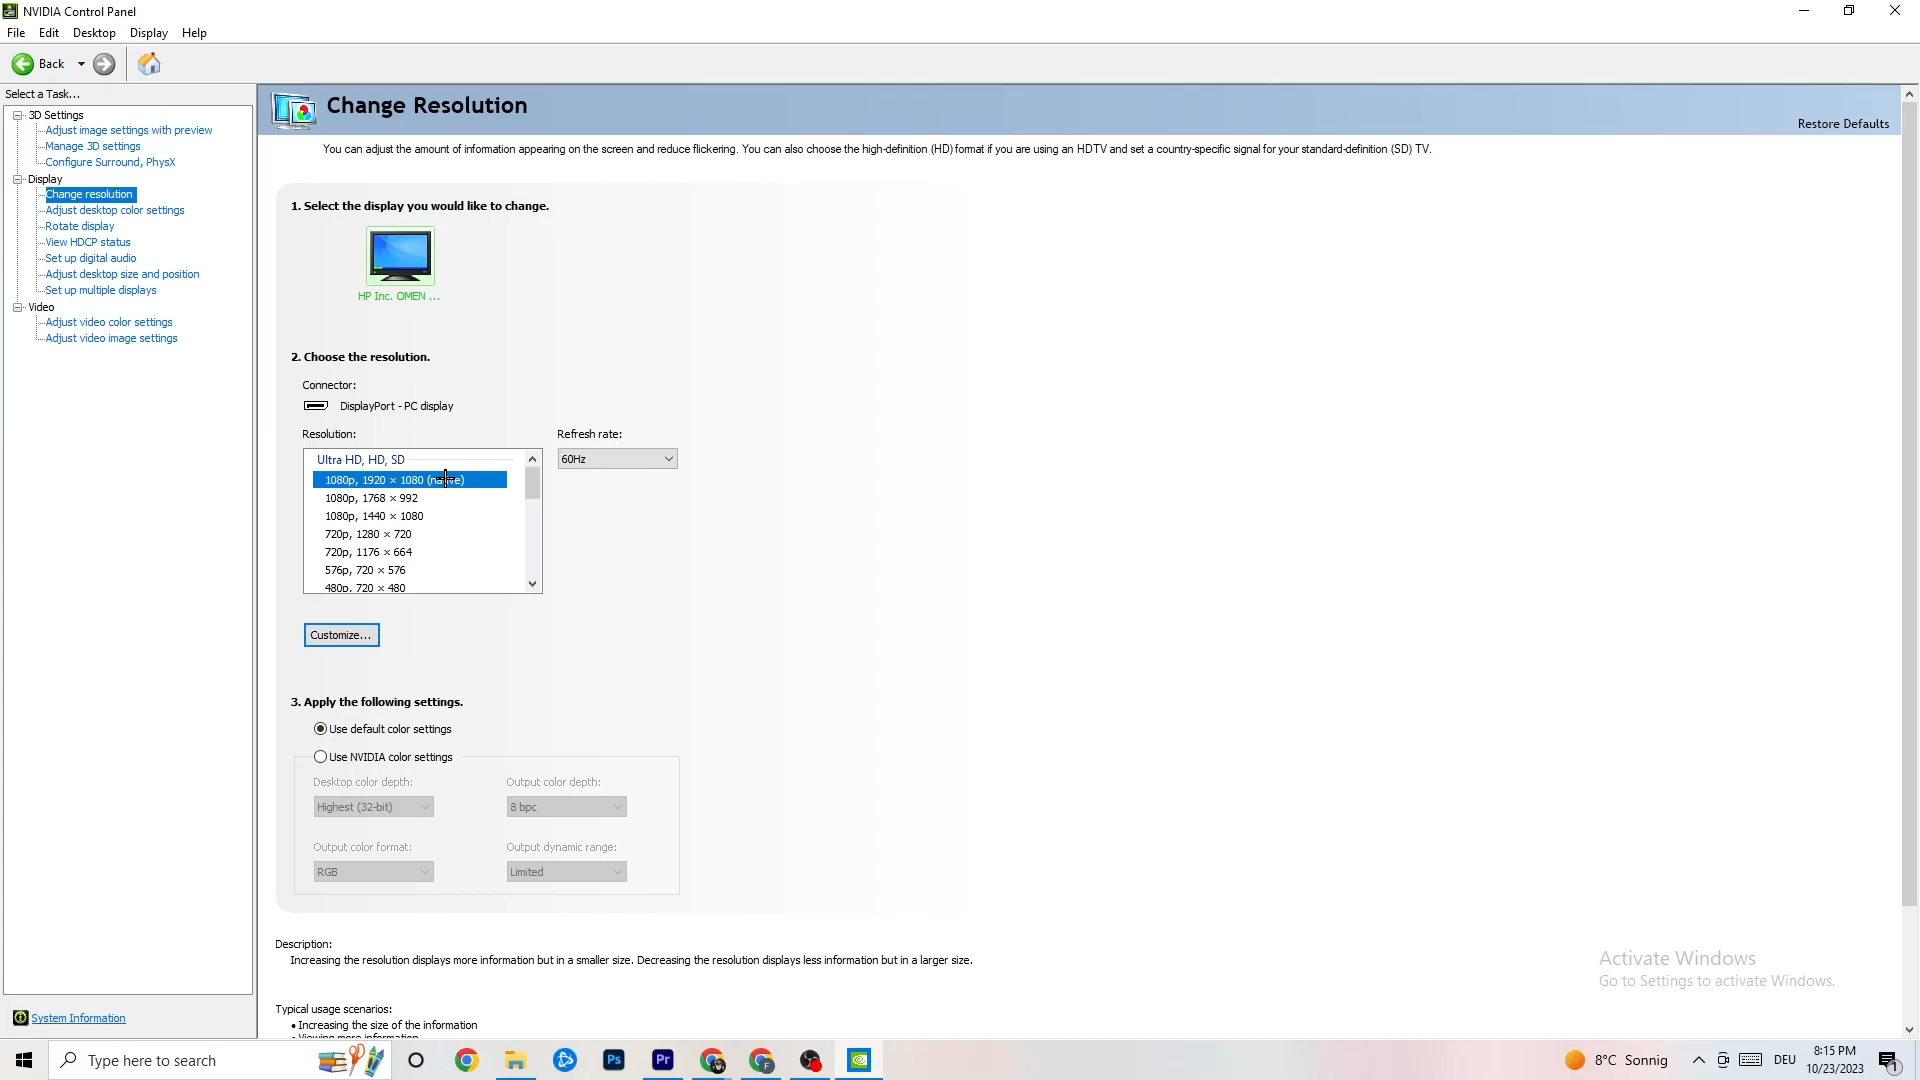 NVIDIA Control Panel
File Edit Desktop Display Help
Back
Select a Task...
3D Settings
Adjust image settings with preview
Manage 3D settings
Configure Surround, PhysX
Display
Change resolution
Adjust desktop color settings
Rotate display
View HDCP status
Set up digital audio
Adjust desktop size and position
Set up multiple displays
Video
Adjust video color settings
Adjust video image settings
System Information
Change Resolution
Restore Defaults
You can adjust the amount of information appearing on the screen and reduce flickering. You can also choose the high-definition (HD) format if you are using an HDTV and set a country-specific signal for your standard-definition (SD) TV.
1. Select the display you would like to change.
HP Inc. OMEN ...
2. Choose the resolution.
Connector:
DisplayPort - PC display
Resolution:
Refresh rate:
Ultra HD, HD, SD
60Hz
1080p, 1920 × 1080 (native)
1080p, 1768 × 992
1080p, 1440 × 1080
720p, 1280 × 720
720p, 1176 × 664
576p, 720 × 576
480p, 720 × 480
Customize...
3. Apply the following settings.
Use default color settings
Use NVIDIA color settings
Desktop color depth:
Output color depth:
Highest (32-bit)
8 bpc
Output color format:
Output dynamic range:
RGB
Limited
Description:
Increasing the resolution displays more information but in a smaller size. Decreasing the resolution displays less information but in a larger size.
Typical usage scenarios:
• Increasing the size of the information
• Viewing more information
Activate Windows
Go to Settings to activate Windows.
Type here to search
Ps
Pr
F
8°C Sonnig
DEU
8:15 PM
10/23/2023
1